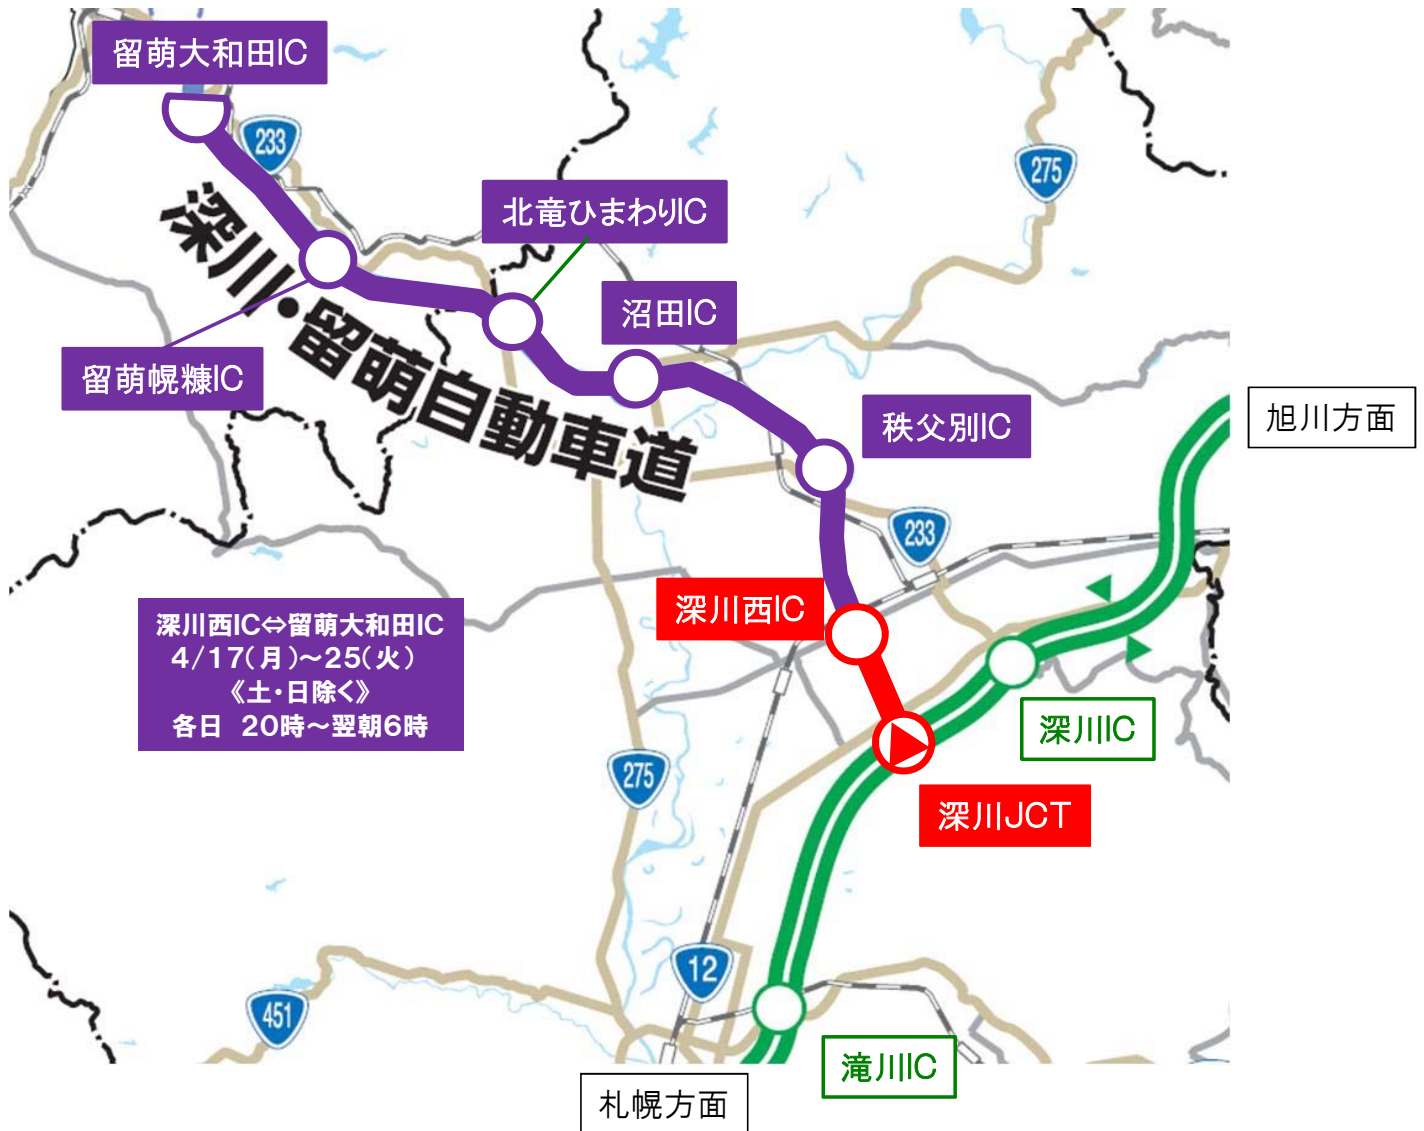 留萌大和田IC
233
275
北竜ひまわりIC
深川・留萌自動車道
沼田IC
留萌幌糠IC
旭川方面
秩父別IC
233
深川西IC
深川西IC⇔留萌大和田IC
4/17(月)～25(火)
《土・日除く》
各日　20時～翌朝6時
深川IC
275
深川JCT
12
451
滝川IC
札幌方面